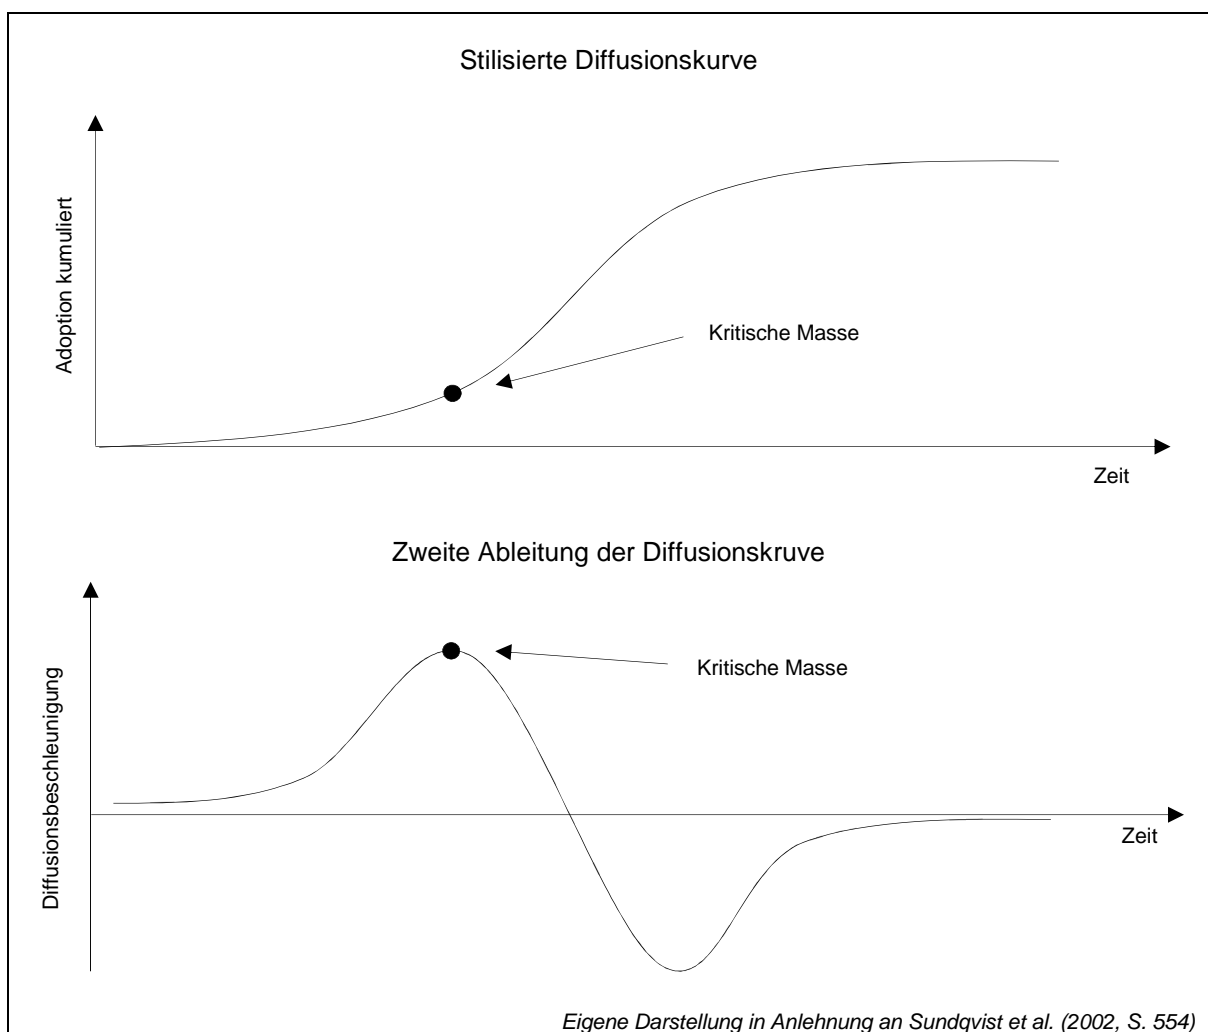 Stilisierte Diffusionskurve
Adoption kumuliert
Kritische Masse
Zeit
Zweite Ableitung der Diffusionskruve
Diffusionsbeschleunigung
Kritische Masse
Zeit
Eigene Darstellung in Anlehnung an Sundqvist et al. (2002, S. 554)